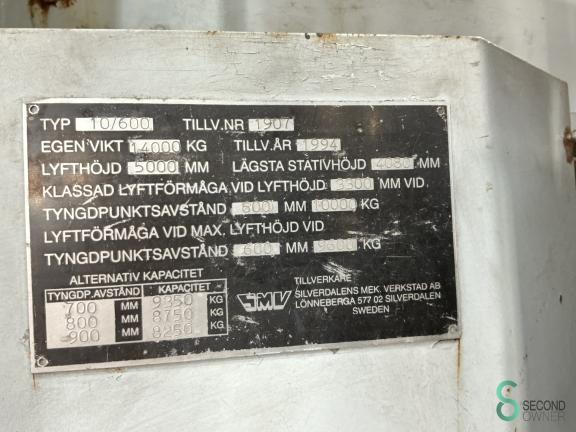 TYP 10/600 TILLV.NR 1907
EGEN VIKT 14000 KG TILLV.ÅR 1994
LYFTHÖJD 5000 MM LÄGSTA STATIVHÖJD 4080 MM
KLASSAD LYFTFÖRMÅGA VID LYFTHÖJD 3300 MM VID
TYNGDPUNKTSAVSTÅND 600 MM 10000 KG
LYFTFÖRMÅGA VID MAX. LYFTHÖJD VID
TYNGDPUNKTSAVSTÅND 600 MM 9600 KG
ALTERNATIV KAPACITET
TYNGDP.AVSTÅND KAPACITET
700 MM 9350 KG
800 MM 8750 KG
900 MM 8250 KG
SMV
TILLVERKARE
SILVERDALENS MEK. VERKSTAD AB
LÖNNEBERGA 577 02 SILVERDALEN
SWEDEN
SECOND
OWNER